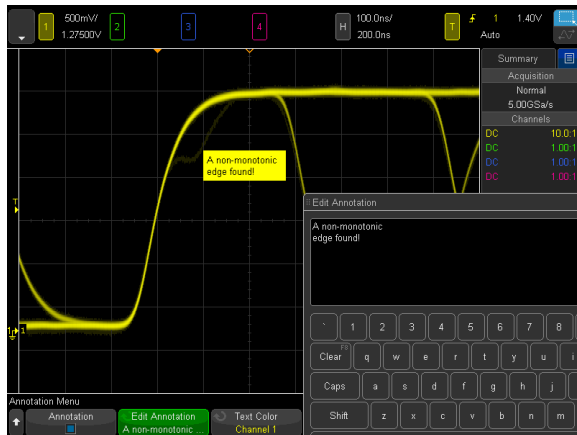 1
500mV/
1.27500V
2
3
4
H
100.0ns/
200.0ns
T
1
1.40V
Auto
Summary
Acquisition
Normal
5.00GSa/s
Channels
DC 10.0:1
DC 1.00:1
DC 1.00:1
DC 1.00:1
A non-monotonic
edge found!
T
1
Edit Annotation
A non-monotonic
edge found!
` 1 2 3 4 5 6 7 8
F8
Clear q w e r t y u i
Caps a s d f g h j
Shift z x c v b n m
Annotation Menu
Annotation
Edit Annotation
A non-monotonic ...
Text Color
Channel 1